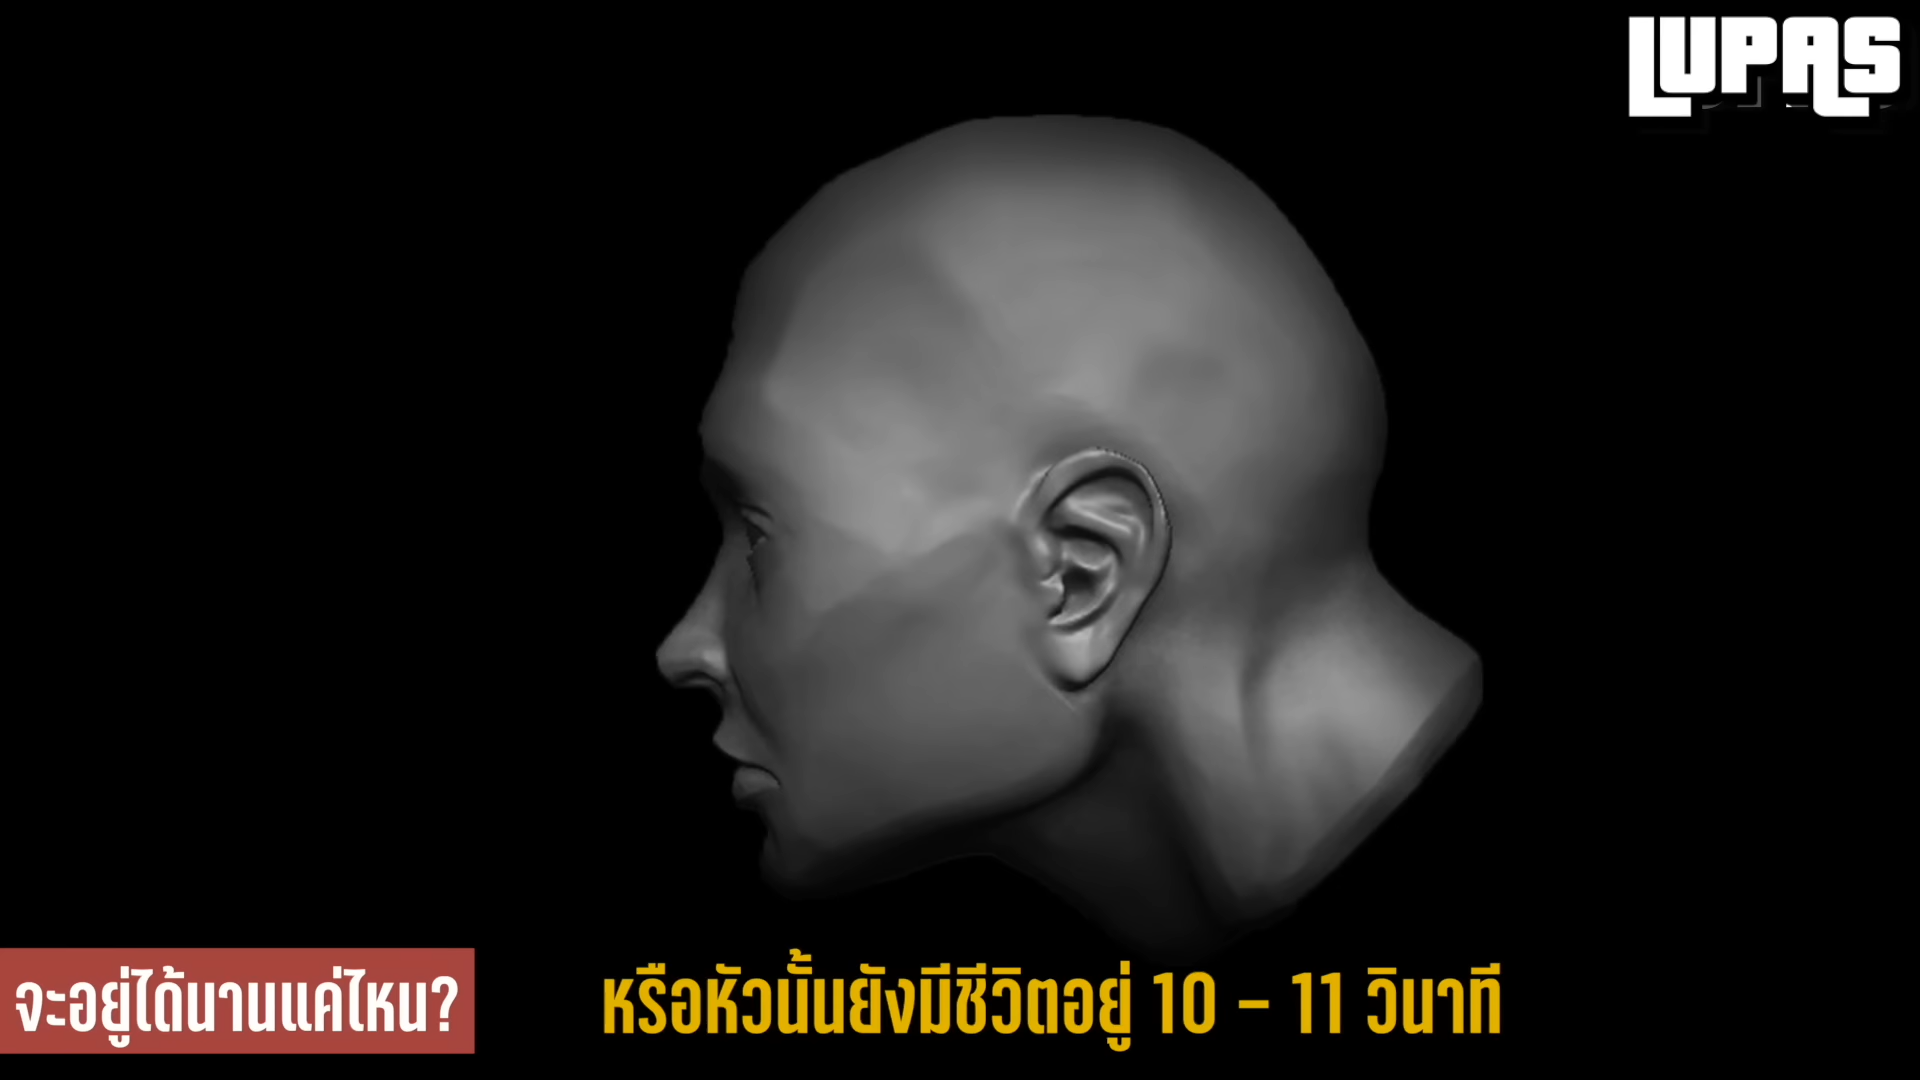 LUPAS
จะอยู่ได้นานแค่ไหน?
หรือหัวนั้นยังมีชีวิตอยู่ 10 – 11 วินาที